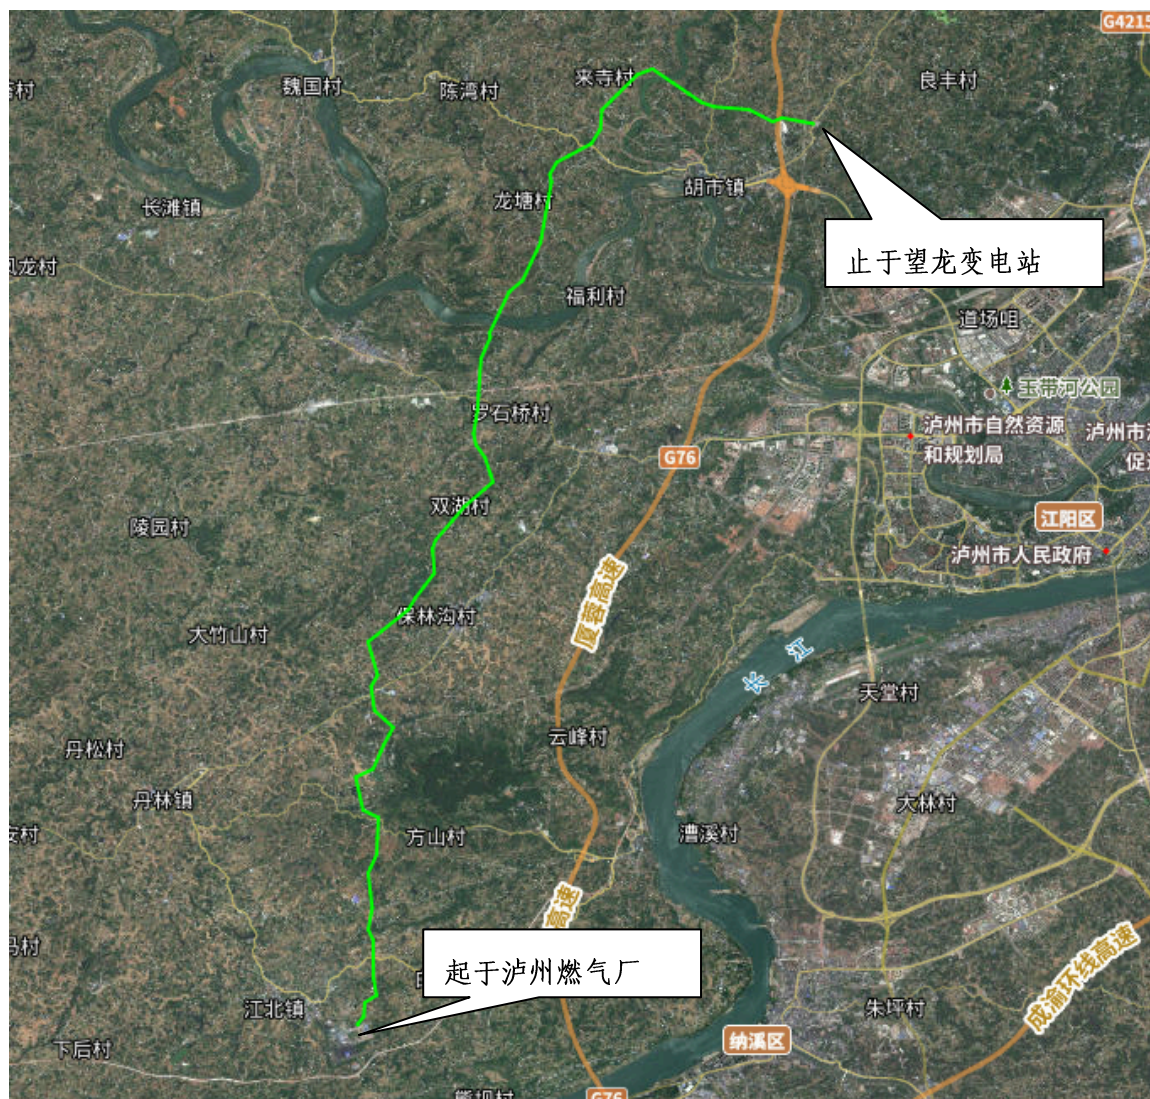 G4215
魏国村
陈湾村
来寺村
良丰村
长滩镇
龙塘村
胡市镇
止于望龙变电站
福利村
道场咀
玉带河公园
罗石桥村
泸州市自然资源
和规划局
泸州市
促
G76
双湖村
陵园村
江阳区
泸州市人民政府
厦蓉高速
保林沟村
大竹山村
长江
天堂村
云峰村
丹松村
丹林镇
大林村
方山村
漕溪村
高速
起于泸州燃气厂
成渝环线高速
江北镇
朱坪村
下后村
纳溪区
G76